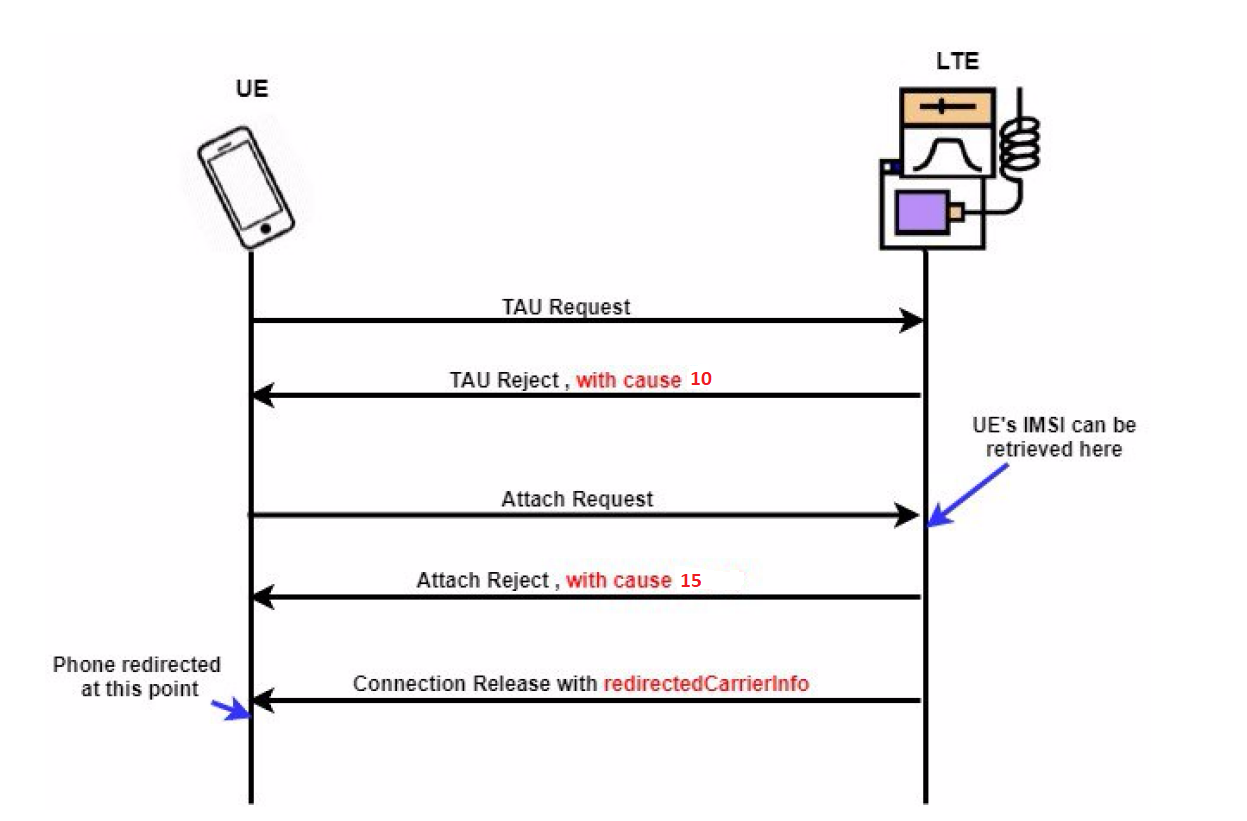 LTE
UE
TAU Request
TAU Reject , with cause 10
UE's IMSI can be
retrieved here
Attach Request
Attach Reject , with cause 15
Phone redirected
at this point
Connection Release with redirectedCarrierInfo